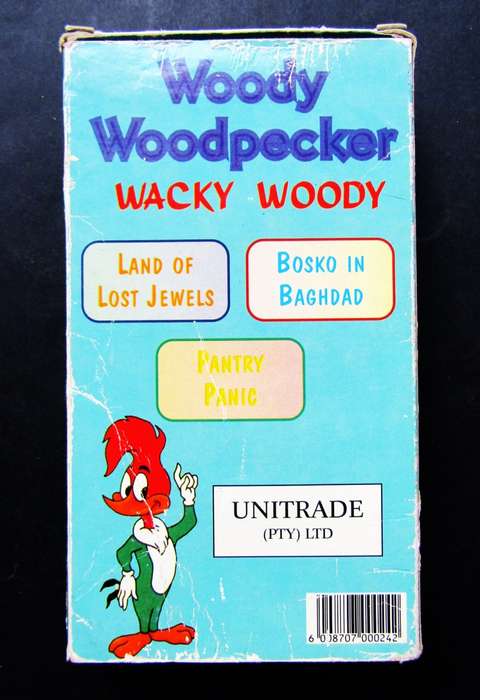 Woody
Woodpecker
WACKY WOODY
LAND OF
LOST JEWELS
BOSKO IN
BAGHDAD
PANTRY
PANIC
UNITRADE
(PTY) LTD
6 008707 000242